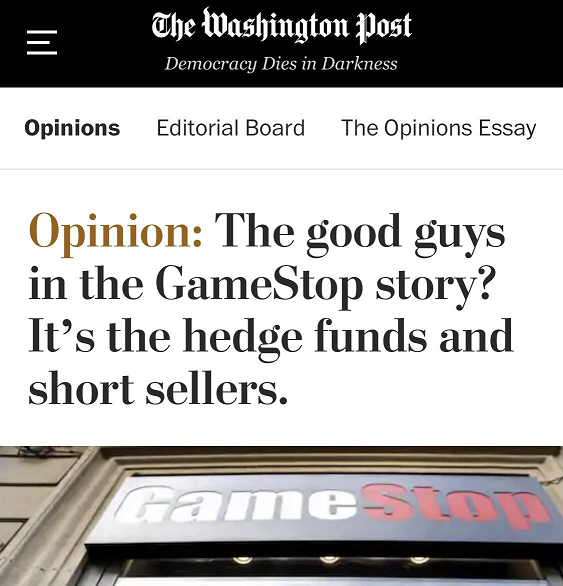 The Washington Post
Democracy Dies in Darkness
Opinions Editorial Board The Opinions Essay
Opinion: The good guys
in the GameStop story?
It’s the hedge funds and
short sellers.
GameStop